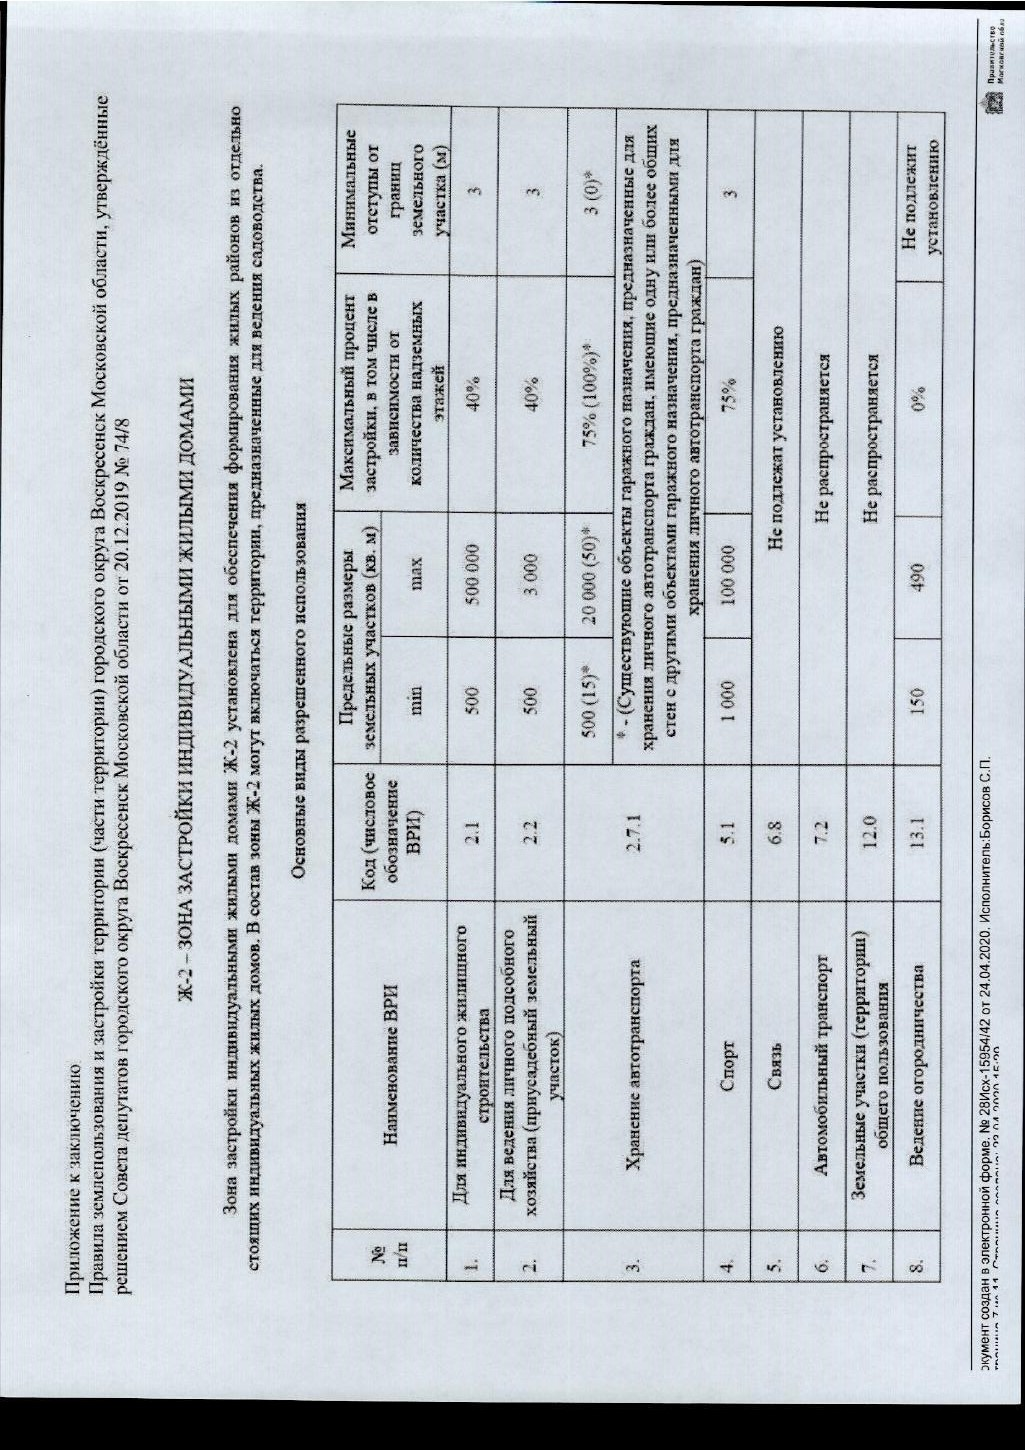 Приложение к заключению
Правила землепользования и застройки территории (части территории) городского округа Воскресенск Московской области, утверждённые
решением Совета депутатов городского округа Воскресенск Московской области от 20.12.2019 № 74/8
Ж-2 – ЗОНА ЗАСТРОЙКИ ИНДИВИДУАЛЬНЫМИ ЖИЛЫМИ ДОМАМИ
Зона застройки индивидуальными жилыми домами Ж-2 установлена для обеспечения формирования жилых районов из отдельно
стоящих индивидуальных жилых домов. В состав зоны Ж-2 могут включаться территории, предназначенные для ведения садоводства.
Основные виды разрешенного использования
№
п/п
Наименование ВРИ
Код (числовое
обозначение
ВРИ)
Предельные размеры
земельных участков (кв. м)
min
max
Максимальный процент
застройки, в том числе в
зависимости от
количества надземных
этажей
Минимальные
отступы от
границ
земельного
участка (м)
1.
Для индивидуального жилищного
строительства
2.1
500
500 000
40%
3
2.
Для ведения личного подсобного
хозяйства (приусадебный земельный
участок)
2.2
500
3 000
40%
3
3.
Хранение автотранспорта
2.7.1
500 (15)*
20 000 (50)*
75% (100%)*
3 (0)*
* - (Существующие объекты гаражного назначения, предназначенные для
хранения личного автотранспорта граждан, имеющие одну или более общих
стен с другими объектами гаражного назначения, предназначенными для
хранения личного автотранспорта граждан)
4.
Спорт
5.1
1 000
100 000
75%
3
5.
Связь
6.8
Не подлежат установлению
6.
Автомобильный транспорт
7.2
Не распространяется
7.
Земельные участки (территории)
общего пользования
12.0
Не распространяется
8.
Ведение огородничества
13.1
150
490
0%
Не подлежит
установлению
окумент создан в электронной форме. № 28Исх-15954/42 от 24.04.2020. Исполнитель:Борисов С.П.
Правительство
Московской об